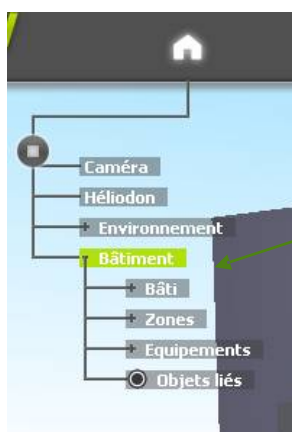 Caméra
Héliodon
Environnement
Bâtiment
Bâti
Zones
Equipements
Objets liés